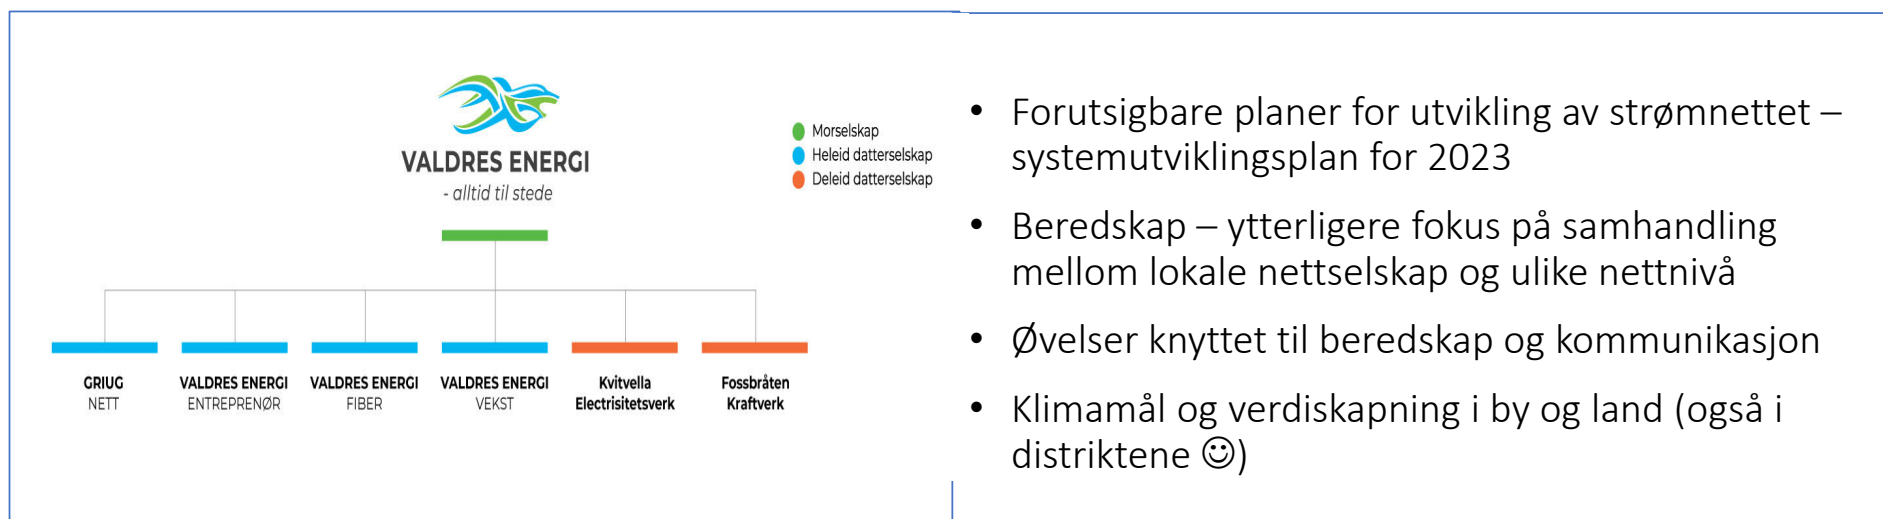 VALDRES ENERGI
- alltid til stede
Morselskap
Heleid datterselskap
Deleid datterselskap
GRIUG
NETT
VALDRES ENERGI
ENTREPRENØR
VALDRES ENERGI
FIBER
VALDRES ENERGI
VEKST
Kvitvella
Electrisitetsverk
Fossbråten
Kraftverk
• Forutsigbare planer for utvikling av strømnettet –
systemutviklingsplan for 2023
• Beredskap – ytterligere fokus på samhandling
mellom lokale nettselskap og ulike nettnivå
• Øvelser knyttet til beredskap og kommunikasjon
• Klimamål og verdiskapning i by og land (også i
distriktene ☺)